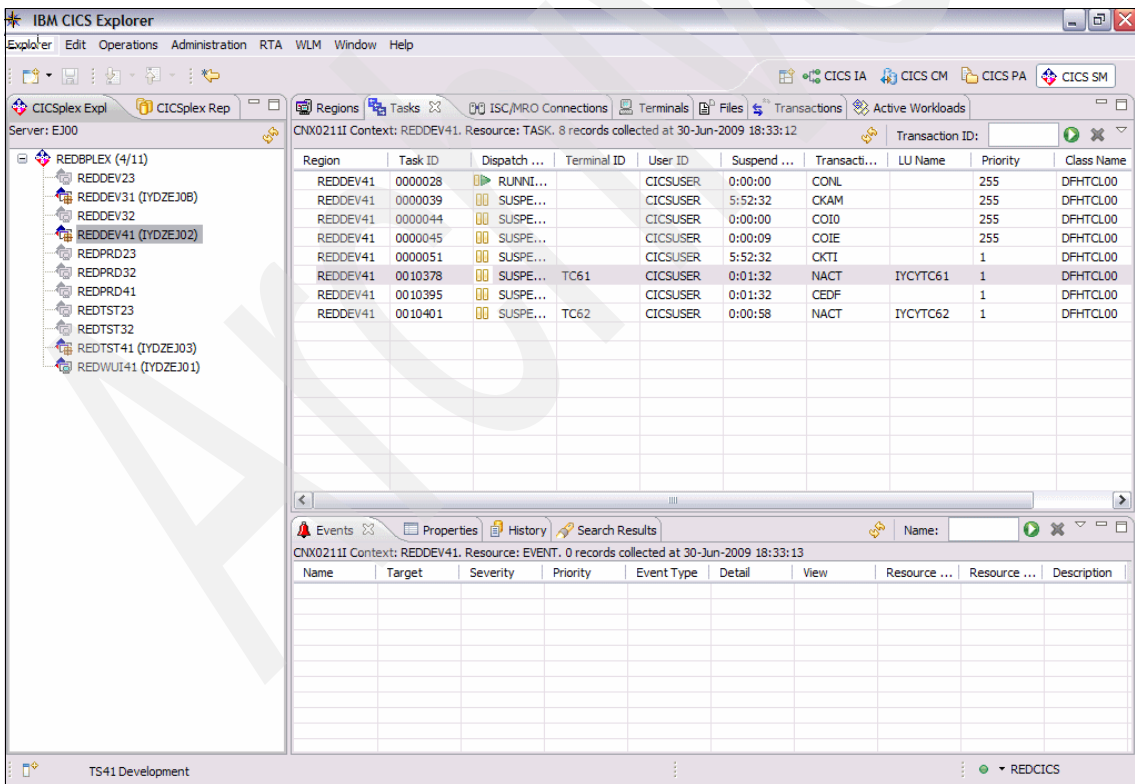 IBM CICS Explorer
Explorer Edit Operations Administration RTA WLM Window Help
CICS IA CICS CM CICS PA CICS SM
CICSplex Expl CICSplex Rep
Server: EJ00
REDBPLEX (4/11)
REDDEV23
REDDEV31 (IYDZEJ0B)
REDDEV32
REDDEV41 (IYDZEJ02)
REDPRD23
REDPRD32
REDPRD41
REDTST23
REDTST32
REDTST41 (IYDZEJ03)
REDWUI41 (IYDZEJ01)
Regions Tasks ISC/MRO Connections Terminals Files Transactions Active Workloads
CNX0211I Context: REDDEV41. Resource: TASK. 8 records collected at 30-Jun-2009 18:33:12 Transaction ID:
Region Task ID Dispatch ... Terminal ID User ID Suspend ... Transacti... LU Name Priority Class Name
REDDEV41 0000028 RUNNI... CICSUSER 0:00:00 CONL 255 DFHTCL00
REDDEV41 0000039 SUSPE... CICSUSER 5:52:32 CKAM 255 DFHTCL00
REDDEV41 0000044 SUSPE... CICSUSER 0:00:00 COI0 255 DFHTCL00
REDDEV41 0000045 SUSPE... CICSUSER 0:00:09 COIE 255 DFHTCL00
REDDEV41 0000051 SUSPE... CICSUSER 5:52:32 CKTI 1 DFHTCL00
REDDEV41 0010378 SUSPE... TC61 CICSUSER 0:01:32 NACT IYCYTC61 1 DFHTCL00
REDDEV41 0010395 SUSPE... CICSUSER 0:01:32 CEDF 1 DFHTCL00
REDDEV41 0010401 SUSPE... TC62 CICSUSER 0:00:58 NACT IYCYTC62 1 DFHTCL00
Events Properties History Search Results Name:
CNX0211I Context: REDDEV41. Resource: EVENT. 0 records collected at 30-Jun-2009 18:33:13
Name Target Severity Priority Event Type Detail View Resource ... Resource ... Description
TS41 Development REDCICS